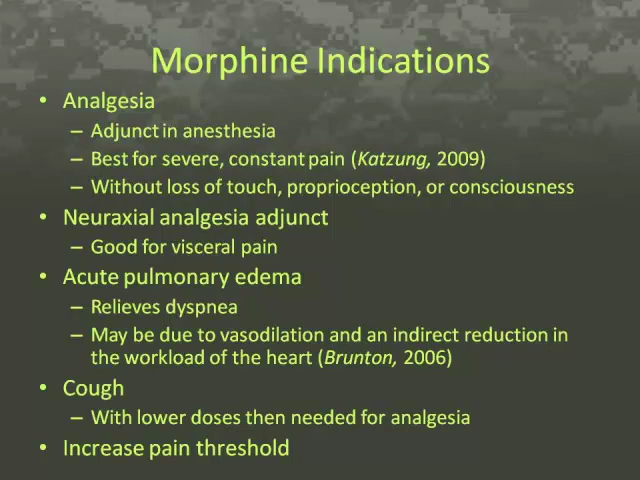 Morphine Indications
• Analgesia
– Adjunct in anesthesia
– Best for severe, constant pain (Katzung, 2009)
– Without loss of touch, proprioception, or consciousness
• Neuraxial analgesia adjunct
– Good for visceral pain
• Acute pulmonary edema
– Relieves dyspnea
– May be due to vasodilation and an indirect reduction in
the workload of the heart (Brunton, 2006)
• Cough
– With lower doses then needed for analgesia
• Increase pain threshold